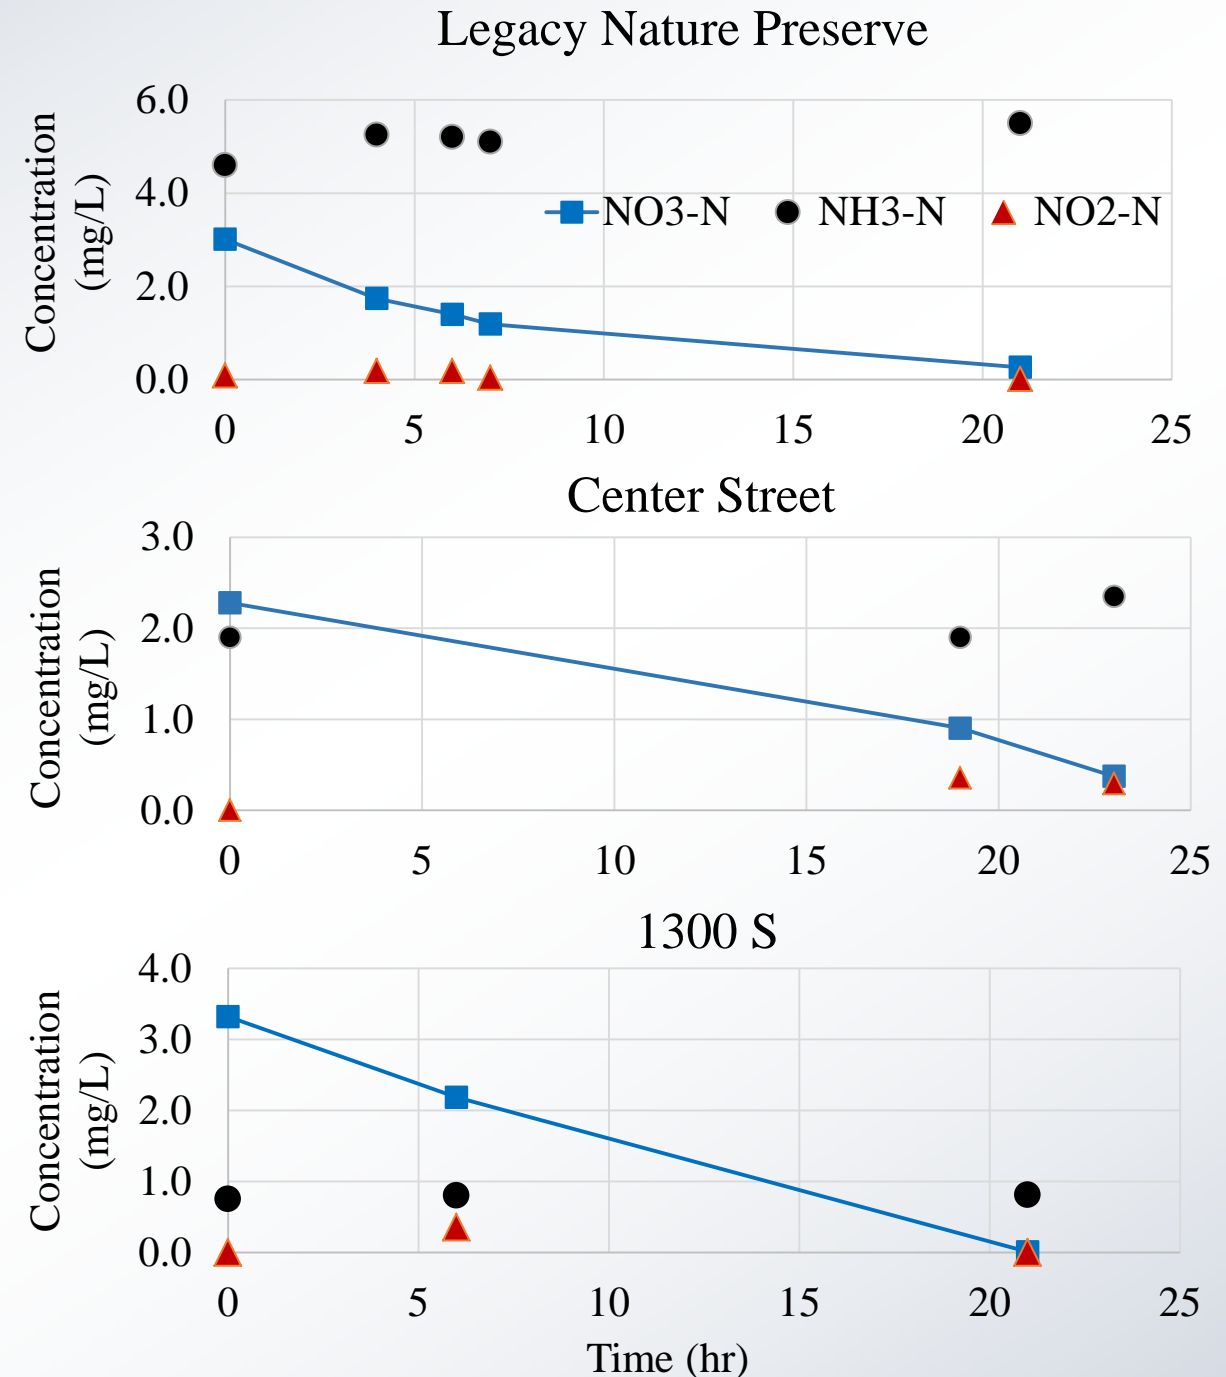 Legacy Nature Preserve
Concentration
(mg/L)
6.0
4.0
2.0
0.0
NO3-N NH3-N NO2-N
0 5 10 15 20 25
Center Street
Concentration
(mg/L)
3.0
2.0
1.0
0.0
0 5 10 15 20 25
1300 S
Concentration
(mg/L)
4.0
3.0
2.0
1.0
0.0
0 5 10 15 20 25
Time (hr)